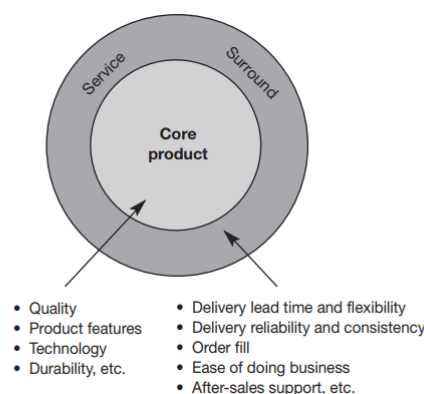 Service
Surround
Core
product
• Quality
• Product features
• Technology
• Durability, etc.
• Delivery lead time and flexibility
• Delivery reliability and consistency
• Order fill
• Ease of doing business
• After-sales support, etc.